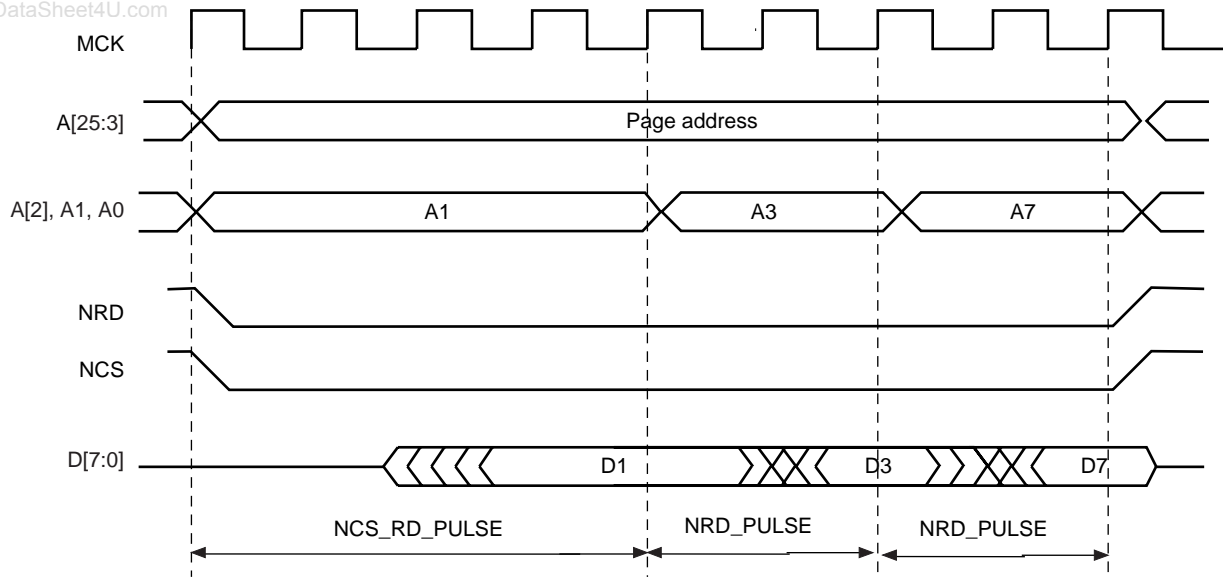 DataSheet4U.com
MCK
A[25:3]
Page address
A[2], A1, A0
A1
A3
A7
NRD
NCS
D[7:0]
D1
D3
D7
NCS_RD_PULSE
NRD_PULSE
NRD_PULSE